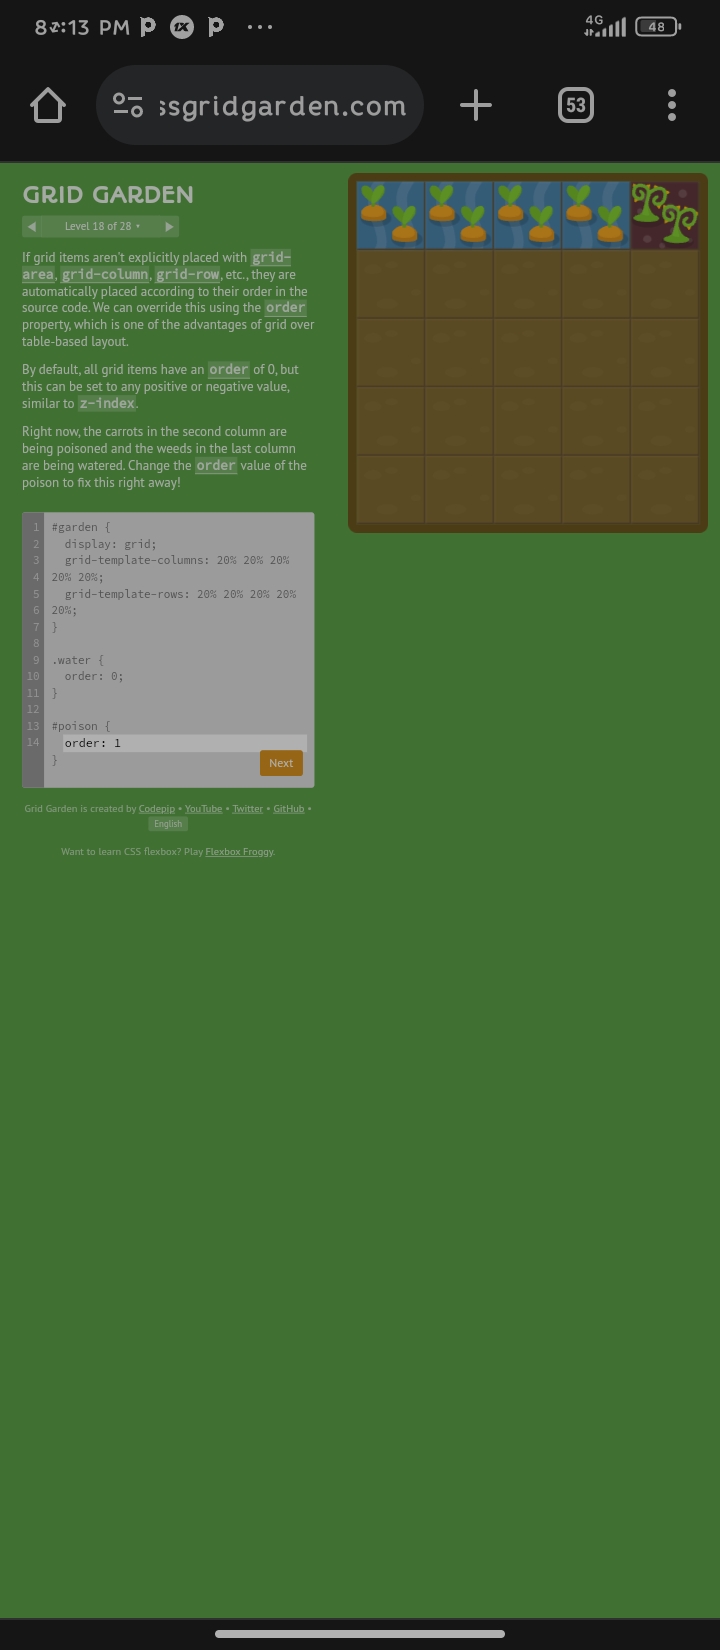 8:13 PM
4G
48
ssgridgarden.com
53
GRID GARDEN
Level 18 of 28
If grid items aren't explicitly placed with grid-
area, grid-column, grid-row, etc., they are
automatically placed according to their order in the
source code. We can override this using the order
property, which is one of the advantages of grid over
table-based layout.
By default, all grid items have an order of 0, but
this can be set to any positive or negative value,
similar to z-index.
Right now, the carrots in the second column are
being poisoned and the weeds in the last column
are being watered. Change the order value of the
poison to fix this right away!
1 #garden {
2 display: grid;
3 grid-template-columns: 20% 20% 20%
4 20% 20%;
5 grid-template-rows: 20% 20% 20% 20%
6 20%;
7 }
8
9 .water {
10 order: 0;
11 }
12
13 #poison {
14 order: 1
}
Next
Grid Garden is created by Codepip • YouTube • Twitter • GitHub •
English
Want to learn CSS flexbox? Play Flexbox Froggy.